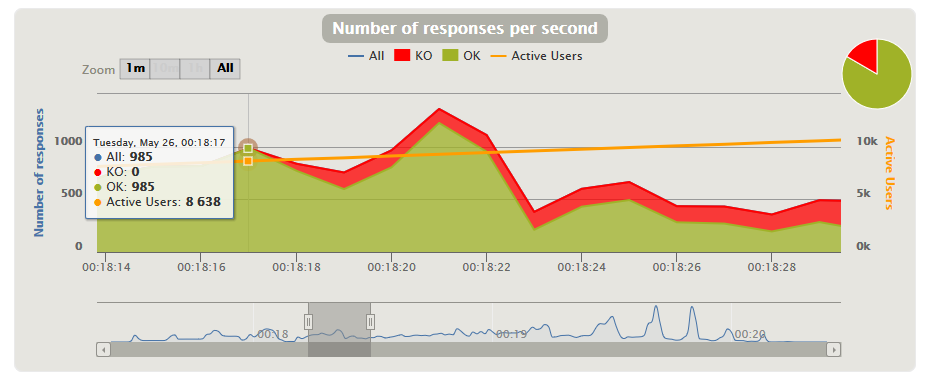 Number of responses per second
All KO OK Active Users
Zoom 1m 10m 1h All
Number of responses
1000
500
0
Tuesday, May 26, 00:18:17
All: 985
KO: 0
OK: 985
Active Users: 8 638
10k
5k
0k
Active Users
00:18:14 00:18:16 00:18:18 00:18:20 00:18:22 00:18:24 00:18:26 00:18:28
00:18 00:19 00:20